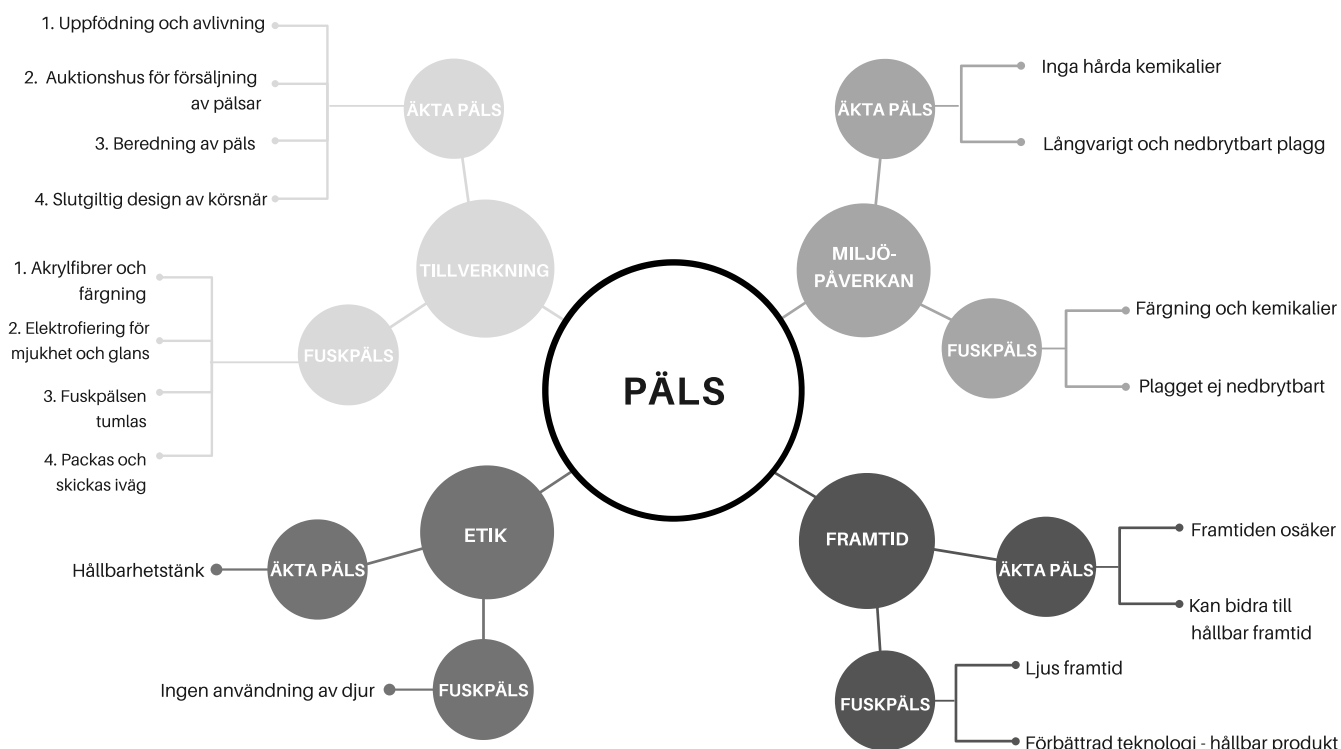 PÄLS
TILLVERKNING
ÄKTA PÄLS
1. Uppfödning och avlivning
2. Auktionshus för försäljning
av pälsar
3. Beredning av päls
4. Slutgiltig design av körsnär
FUSKPÄLS
1. Akrylfibrer och
färgning
2. Elektrofiering för
mjukhet och glans
3. Fuskpälsen
tumlas
4. Packas och
skickas iväg
MILJÖ-
PÅVERKAN
ÄKTA PÄLS
Inga hårda kemikalier
Långvarigt och nedbrytbart plagg
FUSKPÄLS
Färgning och kemikalier
Plagget ej nedbrytbart
ETIK
ÄKTA PÄLS
Hållbarhetstänk
FUSKPÄLS
Ingen användning av djur
FRAMTID
ÄKTA PÄLS
Framtiden osäker
Kan bidra till
hållbar framtid
FUSKPÄLS
Ljus framtid
Förbättrad teknologi - hållbar produkt